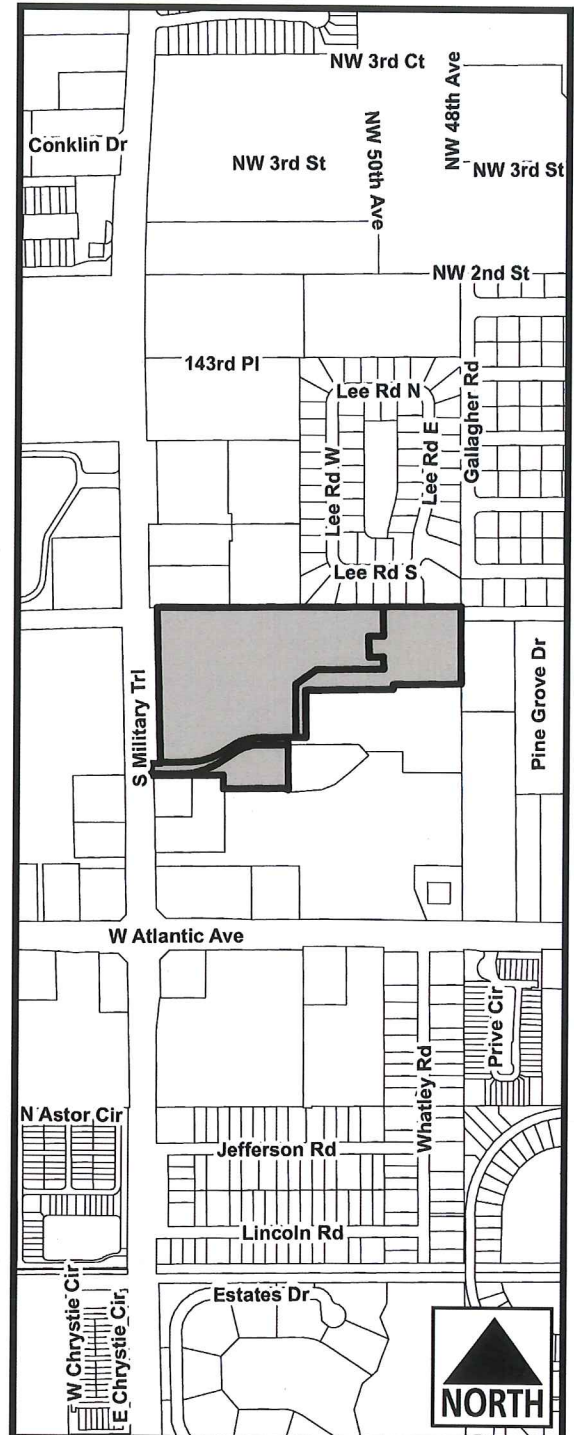 NW 3rd Ct
NW 48th Ave
Conklin Dr
NW 50th Ave
NW 3rd St
NW 3rd St
NW 2nd St
143rd Pl
Lee Rd N
Gallagher Rd
Lee Rd W
Lee Rd E
Lee Rd S
S Military Trl
Pine Grove Dr
W Atlantic Ave
Whatley Rd
Prive Cir
N Astor Cir
Jefferson Rd
Lincoln Rd
Estates Dr
W Chrystie Cir
E Chrystie Cir
NORTH